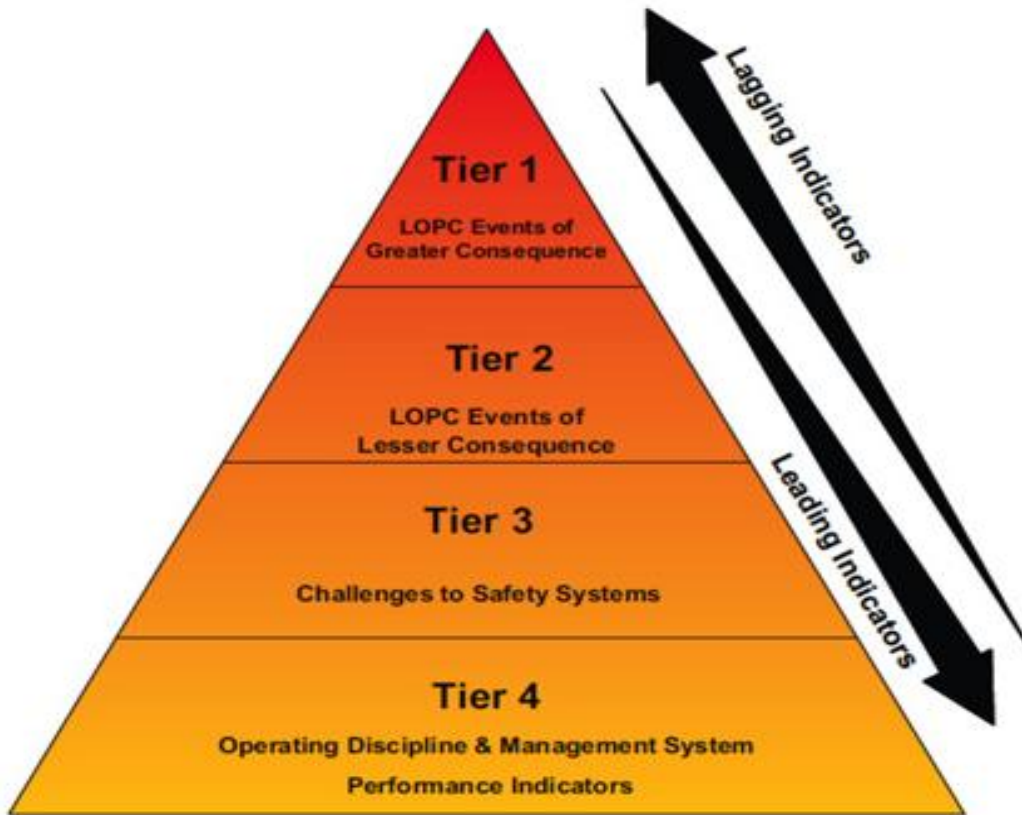 Tier 1
LOPC Events of
Greater Consequence
Tier 2
LOPC Events of
Lesser Consequence
Tier 3
Challenges to Safety Systems
Tier 4
Operating Discipline & Management System
Performance Indicators
Lagging Indicators
Leading Indicators